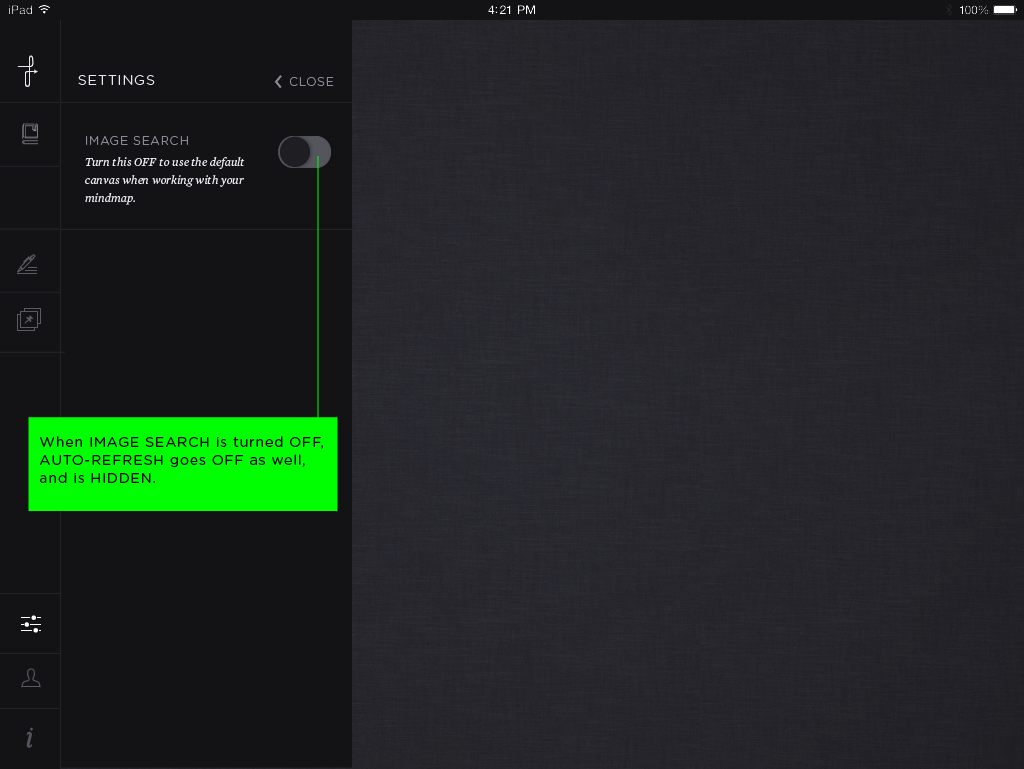 iPad 4:21 PM 100%
SETTINGS CLOSE
IMAGE SEARCH
Turn this OFF to use the default
canvas when working with your
mindmap.
When IMAGE SEARCH is turned OFF,
AUTO-REFRESH goes OFF as well,
and is HIDDEN.
i